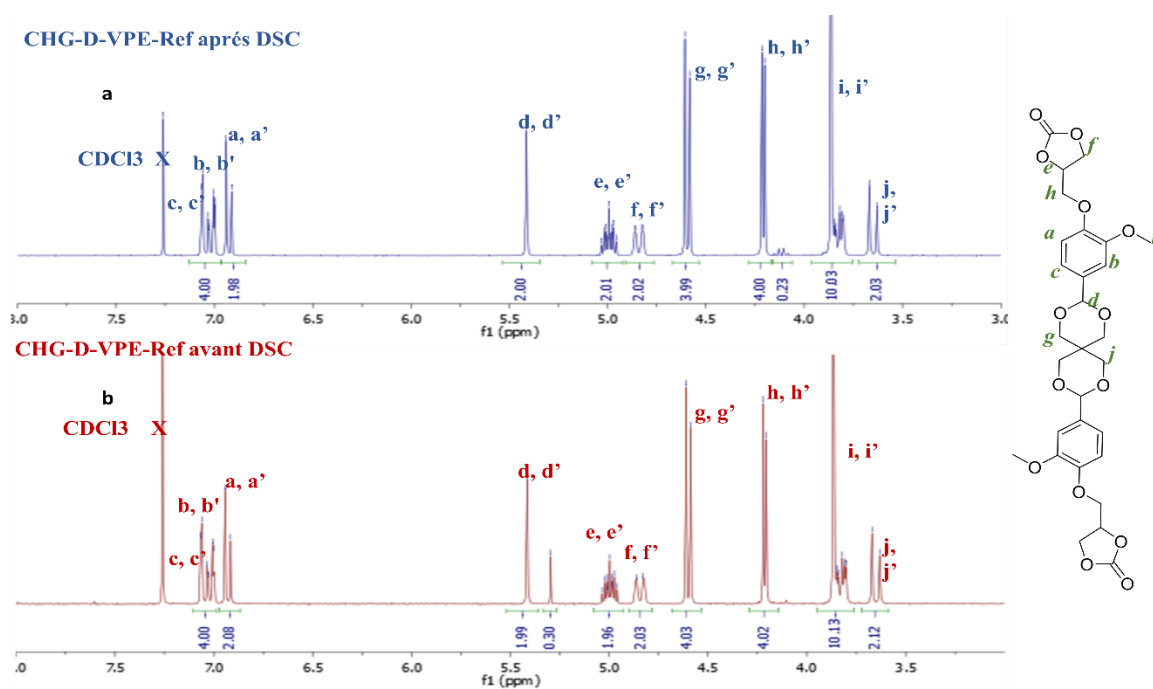 CHG-D-VPE-Ref aprés DSC
a
CDCl3 X
c, c’
b, b'
a, a’
d, d’
e, e’
f, f’
g, g’
h, h’
i, i’
j,
j’
4.00
1.98
2.00
2.01
2.02
3.99
4.00
0.23
10.03
2.03
3.0
7.5
7.0
6.5
6.0
5.5
5.0
4.5
4.0
3.5
3.0
f1 (ppm)
CHG-D-VPE-Ref avant DSC
b
CDCl3 X
c, c’
b, b'
a, a’
d, d’
e, e’
f, f’
g, g’
h, h’
i, i’
j,
j’
4.00
2.08
1.99
0.30
1.96
2.03
4.03
4.02
10.13
2.12
.0
7.5
7.0
6.5
6.0
5.5
5.0
4.5
4.0
3.5
f1 (ppm)
O
O
O
f
e
h
O
a
O
c
b
d
O
O
g
j
O
O
O
O
O
O
O